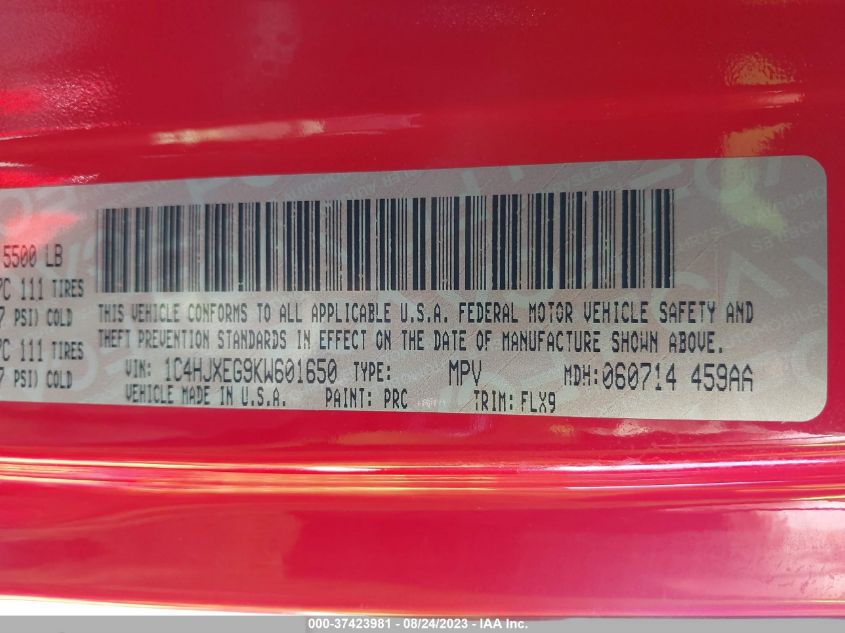 5500 LB
C 111 TIRES
PSI) COLD
C 111 TIRES
PSI) COLD
THIS VEHICLE CONFORMS TO ALL APPLICABLE U.S.A. FEDERAL MOTOR VEHICLE SAFETY AND
THEFT PREVENTION STANDARDS IN EFFECT ON THE DATE OF MANUFACTURE SHOWN ABOVE.
VIN: 1C4HJXEG9KW601650 TYPE: MPV MDH:060714 459AA
VEHICLE MADE IN U.S.A. PAINT: PRC TRIM: FLX9
000-37423981 - 08/24/2023 - IAA Inc.